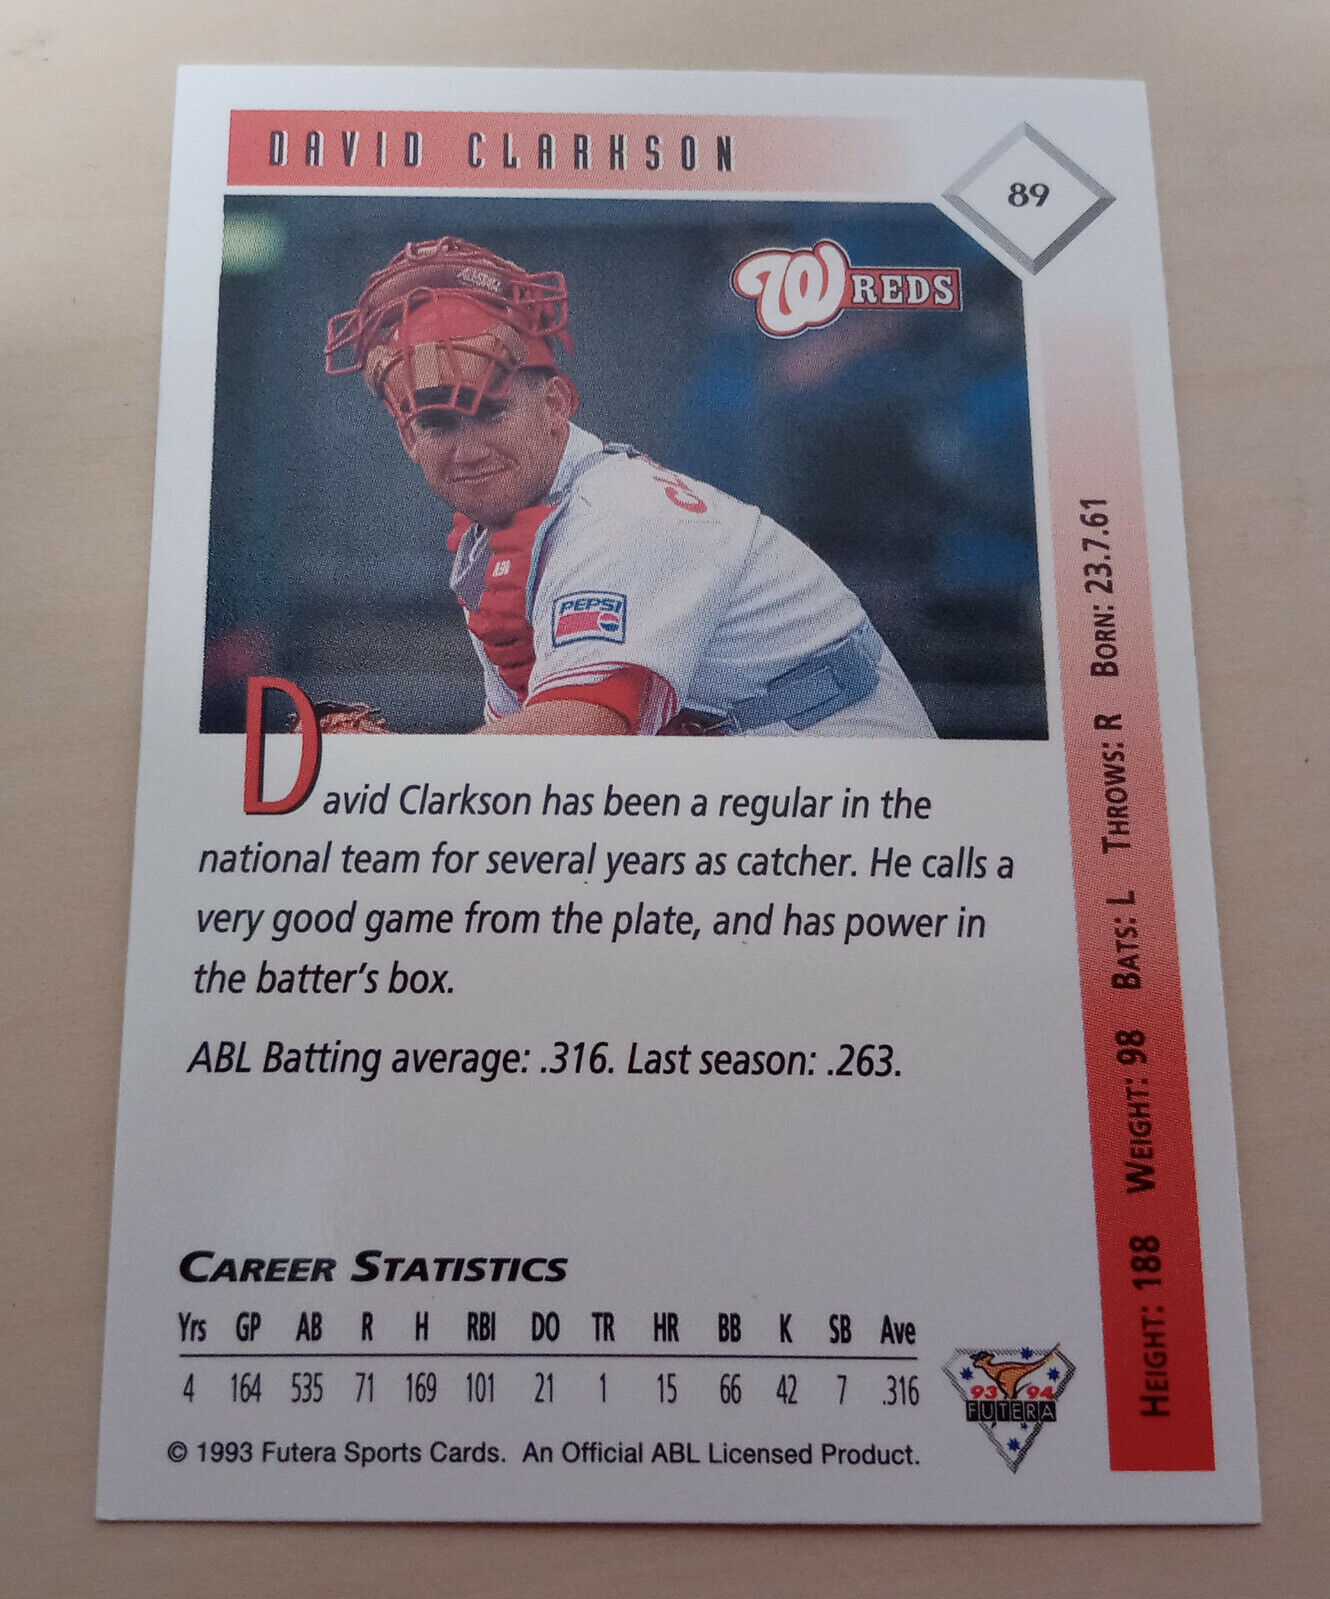 DAVID CLARKSON
89
W REDS
ALL-STAR
CL
PEPSI
David Clarkson has been a regular in the
national team for several years as catcher. He calls a
very good game from the plate, and has power in
the batter's box.
ABL Batting average: .316. Last season: .263.
HEIGHT: 188 WEIGHT: 98 BATS: L THROWS: R BORN: 23.7.61
CAREER STATISTICS
Yrs GP AB R H RBI DO TR HR BB K SB Ave
4 164 535 71 169 101 21 1 15 66 42 7 .316
93 94
FUTERA
© 1993 Futera Sports Cards. An Official ABL Licensed Product.